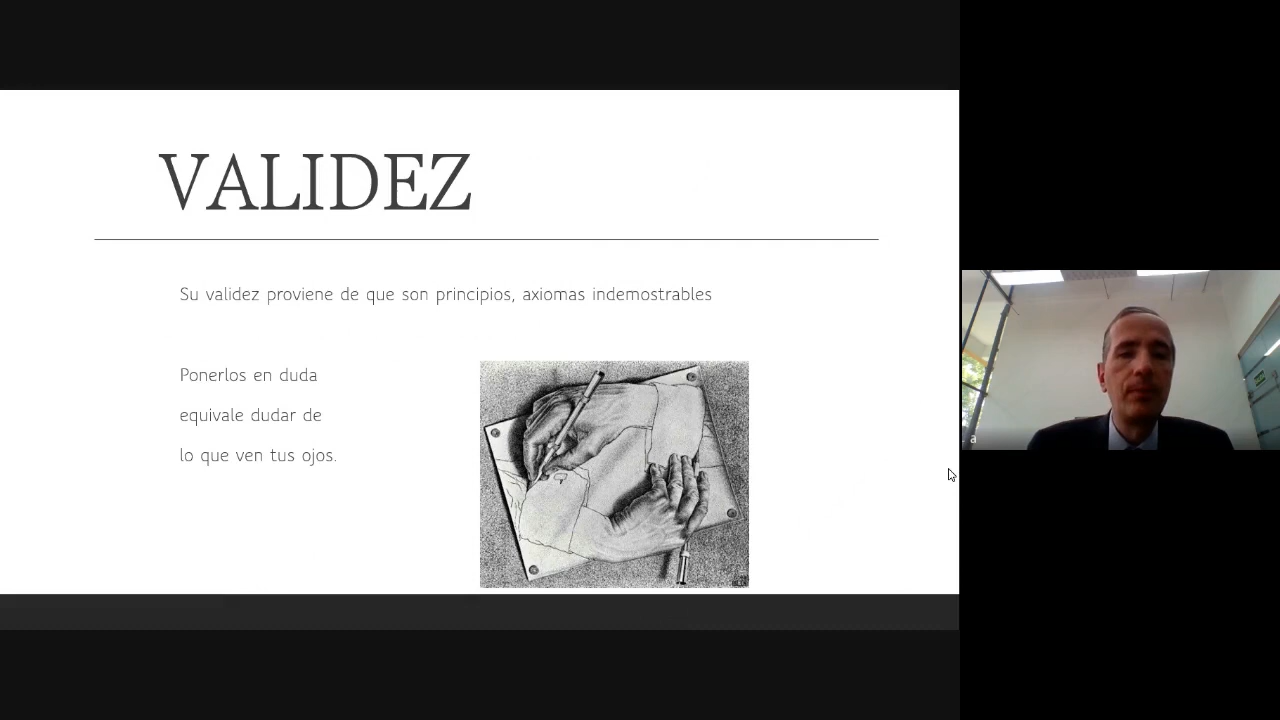 VALIDEZ
Su validez proviene de que son principios, axiomas indemostrables
Ponerlos en duda
equivale dudar de
lo que ven tus ojos.
a